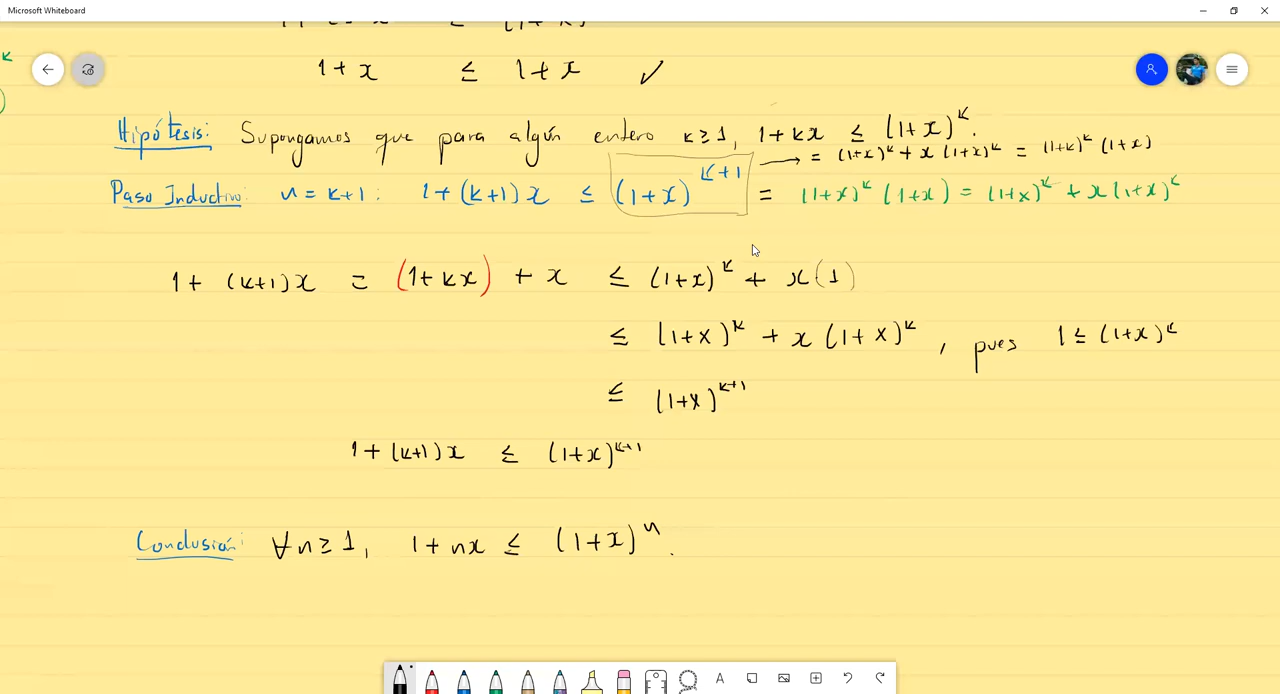 Microsoft Whiteboard
1 + x ≤ 1 + x ✓
Hipótesis: Supongamos que para algún entero k ≥ 1, 1 + kx ≤ (1+x)^k.
→ = (1+x)^k + x (1+x)^k = (1+x)^k (1+x)
Paso Inductivo: n = k+1 : 1 + (k+1) x ≤ (1+x)^{k+1} = (1+x)^k (1+x) = (1+x)^k + x (1+x)^k
1 + (k+1)x = (1+kx) + x ≤ (1+x)^k + x(1)
≤ (1+x)^k + x (1+x)^k, pues 1 ≤ (1+x)^k
≤ (1+x)^{k+1}
1 + (k+1)x ≤ (1+x)^{k+1}
Conclusión: ∀n ≥ 1, 1 + nx ≤ (1+x)^n.